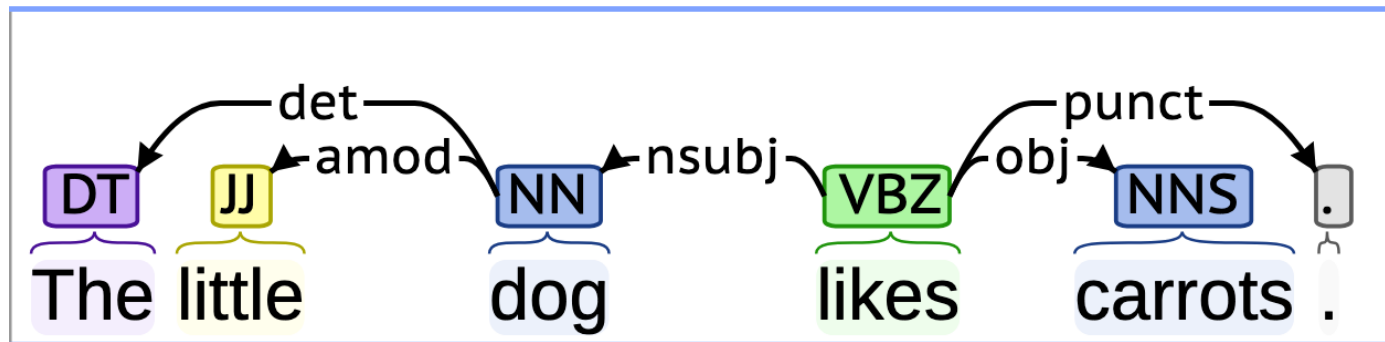 det punct
amod nsubj obj
DT JJ NN VBZ NNS .
The little dog likes carrots .